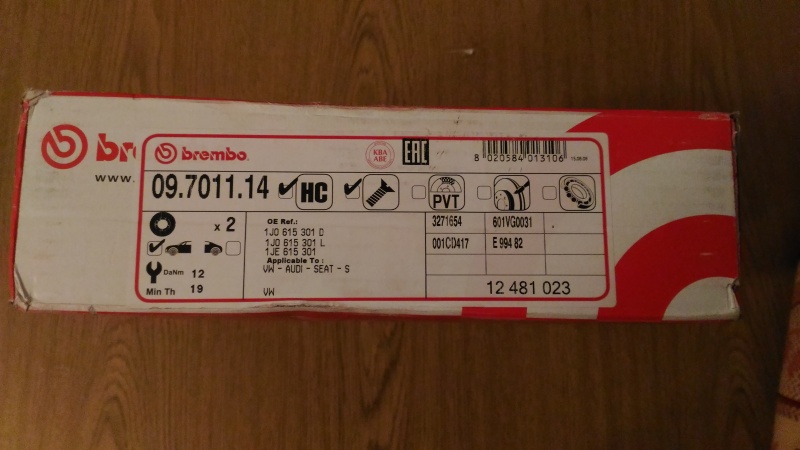 brembo
www.
brembo
KBA
ABE
EAC
8 020584 013106
09.7011.14
HC
PVT
x 2
OE Ref.:
1J0 615 301 D
1J0 615 301 L
1JE 615 301
Applicable To :
VW - AUDI - SEAT - S
VW
DaNm 12
Min Th 19
3271654 601VG0031
001CD417 E 994 82
12 481 023